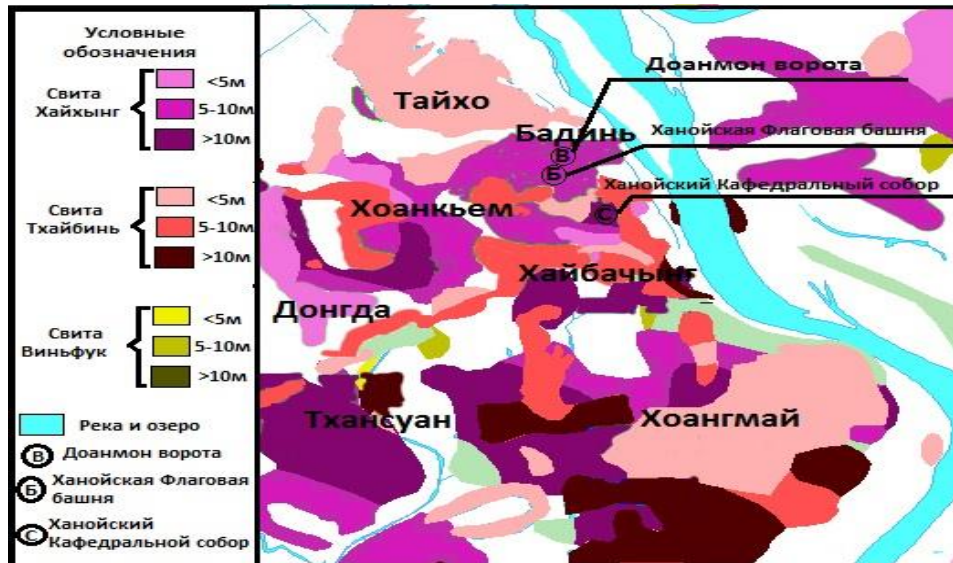 Условные
обозначения
Свита
Хайхынг
<5м
5-10м
>10м
Свита
Тхайбинь
<5м
5-10м
>10м
Свита
Виньфук
<5м
5-10м
>10м
Река и озеро
В
Доанмон ворота
Б
Ханойская Флаговая
башня
С
Ханойский
Кафедральной собор
Доанмон ворота
Тайхо
Бадинь
Ханойская Флаговая башня
В
Б
Ханойский Кафедральный собор
Хоанкьем
С
Хайбачынг
Донгда
Тхансуан
Хоангмай